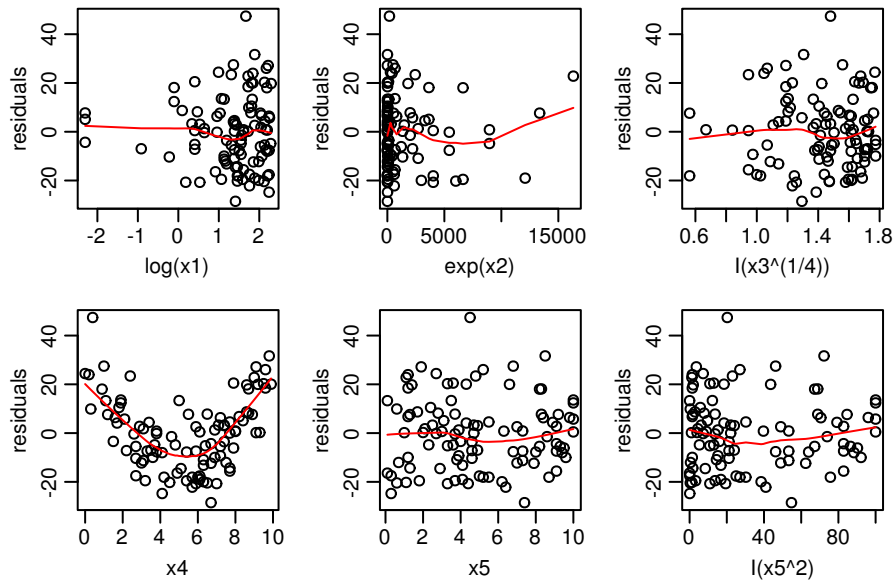 residuals
-20 0 20 40
-2 -1 0 1 2
log(x1)
residuals
-20 0 20 40
0 5000 15000
exp(x2)
residuals
-20 0 20 40
0.6 1.0 1.4 1.8
I(x3^(1/4))
residuals
-20 0 20 40
0 2 4 6 8 10
x4
residuals
-20 0 20 40
0 2 4 6 8 10
x5
residuals
-20 0 20 40
0 40 80
I(x5^2)